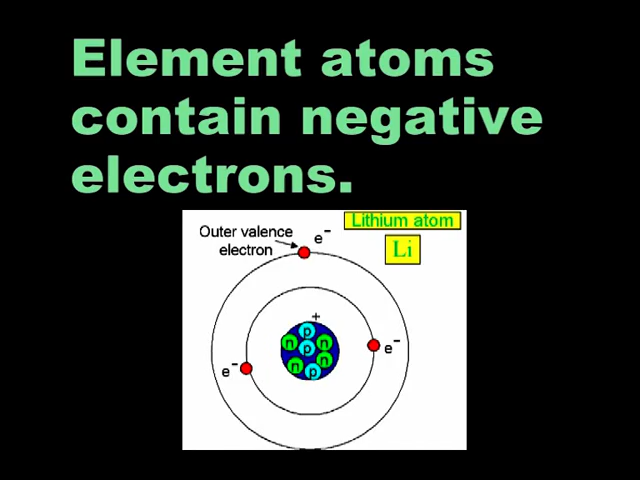 Element atoms
contain negative
electrons.
Lithium atom
Li
Outer valence
electron
e⁻
+
p
n
p
n
n
n
p
e⁻
e⁻